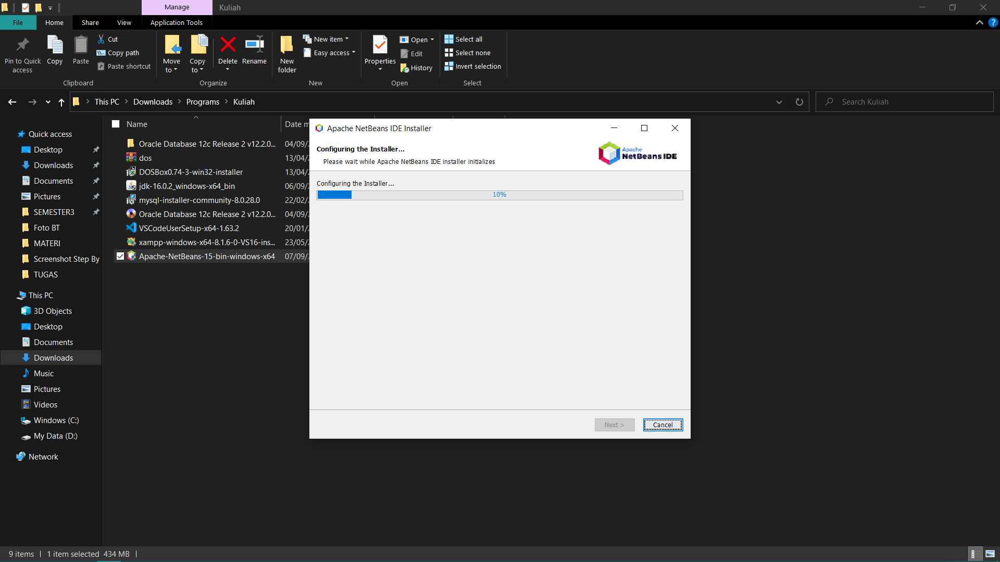 Manage
Kuliah
File
Home
Share
View
Application Tools
Pin to Quick access
Copy
Paste
Cut
Copy path
Paste shortcut
Clipboard
Move to
Copy to
Delete
Rename
Organize
New folder
New item
Easy access
New
Properties
Open
Edit
History
Open
Select all
Select none
Invert selection
Select
This PC > Downloads > Programs > Kuliah
Search Kuliah
Quick access
Desktop
Downloads
Documents
Pictures
SEMESTER3
Foto BT
MATERI
Screenshot Step By
TUGAS
This PC
3D Objects
Desktop
Documents
Downloads
Music
Pictures
Videos
Windows (C:)
My Data (D:)
Network
Name
Date m
Oracle Database 12c Release 2 v12.2.0... 04/09/
dos 13/04/
DOSBox0.74-3-win32-installer 13/04/
jdk-16.0.2_windows-x64_bin 06/09/
mysql-installer-community-8.0.28.0 22/02/
Oracle Database 12c Release 2 v12.2.0... 04/09/
VSCodeUserSetup-x64-1.63.2 20/01/
xampp-windows-x64-8.1.6-0-VS16-ins... 23/05/
Apache-NetBeans-15-bin-windows-x64 07/09/
Apache NetBeans IDE Installer
Configuring the Installer...
Please wait while Apache NetBeans IDE installer initializes
Apache
NetBeans IDE
Configuring the Installer...
10%
Next >
Cancel
9 items
1 item selected 434 MB